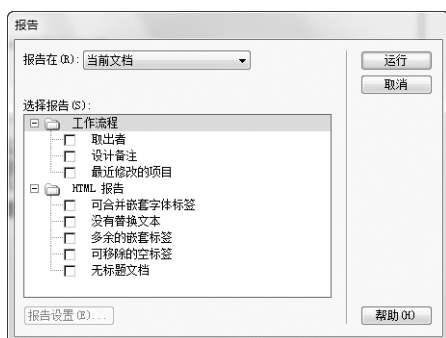 报告
报告在(R): 当前文档
运行
取消
选择报告(S):
工作流程
取出者
设计备注
最近修改的项目
HTML 报告
可合并嵌套字体标签
没有替换文本
多余的嵌套标签
可移除的空标签
无标题文档
报告设置(E)...
帮助(H)